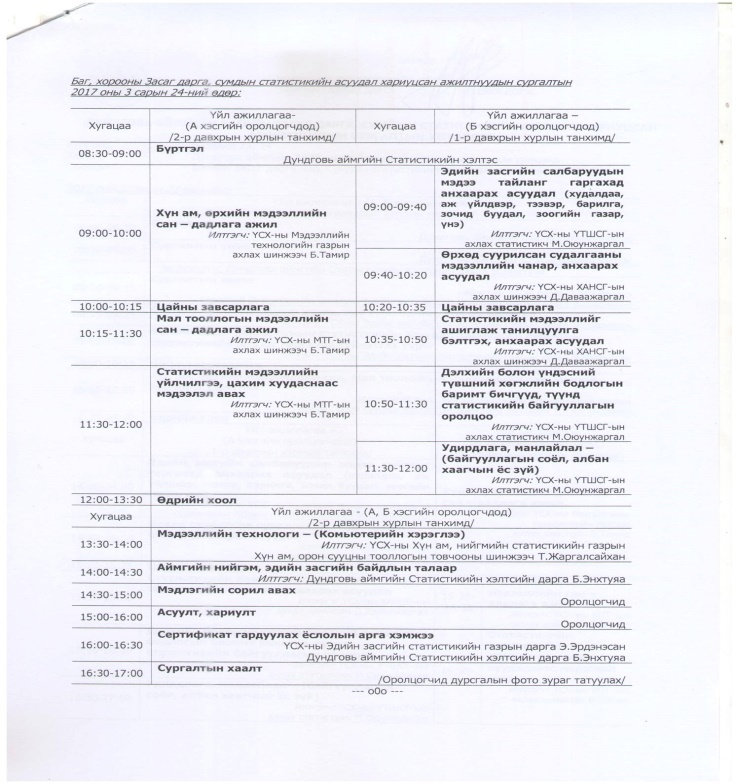 Баг, хорооны Засаг дарга, сумдын статистикийн асуудал хариуцсан ажилтнуудын сургалтын
2017 оны 3 сарын 24-ний өдөр:
Хугацаа
Үйл ажиллагаа-
(А хэсгийн оролцогчдод)
/2-р давхрын хурлын танхимд/
Хугацаа
Үйл ажиллагаа –
(Б хэсгийн оролцогчдод)
/1-р давхрын хурлын танхимд/
08:30-09:00
Бүртгэл
Дундговь аймгийн Статистикийн хэлтэс
09:00-10:00
Хүн ам, өрхийн мэдээллийн
сан – дадлага ажил
Илтгэгч: ҮСХ-ны Мэдээллийн
технологийн газрын
ахлах шинжээч Б.Тамир
09:00-09:40
Эдийн засгийн салбаруудын
мэдээ тайланг гаргахад
анхаарах асуудал (худалдаа,
аж үйлдвэр, тээвэр, барилга,
зочид буудал, зоогийн газар,
үнэ)
Илтгэгч: ҮСХ-ны ҮТШСГ-ын
ахлах статистикч М.Оюунжаргал
09:40-10:20
Өрхөд суурилсан судалгааны
мэдээллийн чанар, анхаарах
асуудал
Илтгэгч: ҮСХ-ны ХАНСГ-ын
ахлах шинжээч Д.Даваажаргал
10:00-10:15
Цайны завсарлага
10:20-10:35
Цайны завсарлага
10:15-11:30
Мал тооллогын мэдээллийн
сан – дадлага ажил
Илтгэгч: ҮСХ-ны МТГ-ын
ахлах шинжээч Б.Тамир
10:35-10:50
Статистикийн мэдээллийг
ашиглаж танилцуулга
бэлтгэх, анхаарах асуудал
Илтгэгч: ҮСХ-ны ХАНСГ-ын
ахлах шинжээч Д.Даваажаргал
11:30-12:00
Статистикийн мэдээллийн
үйлчилгээ, цахим хуудаснаас
мэдээлэл авах
Илтгэгч: ҮСХ-ны МТГ-ын
ахлах шинжээч Б.Тамир
10:50-11:30
Дэлхийн болон үндэсний
түвшний хөгжлийн бодлогын
баримт бичгүүд, түүнд
статистикийн байгууллагын
оролцоо
Илтгэгч: ҮСХ-ны ҮТШСГ-ын
ахлах статистикч М.Оюунжаргал
11:30-12:00
Удирдлага, манлайлал –
(байгууллагын соёл, албан
хаагчын ёс зүй)
Илтгэгч: ҮСХ-ны ҮТШСГ-ын
ахлах статистикч М.Оюунжаргал
12:00-13:30
Өдрийн хоол
Хугацаа
Үйл ажиллагаа - (А, Б хэсгийн оролцогчдод)
/2-р давхрын хурлын танхимд/
13:30-14:00
Мэдээллийн технологи – (Комьютерийн хэрэглээ)
Илтгэгч: ҮСХ-ны Хүн ам, нийгмийн статистикийн газрын
Хүн ам, орон сууцны тооллогын товчооны шинжээч Т.Жаргалсайхан
14:00-14:30
Аймгийн нийгэм, эдийн засгийн байдлын талаар
Илтгэгч: Дундговь аймгийн Статистикийн хэлтсийн дарга Б.Энхтуяа
14:30-15:00
Мэдлэгийн сорил авах
Оролцогчид
15:00-16:00
Асуулт, хариулт
Оролцогчид
16:00-16:30
Сертификат гардуулах ёслолын арга хэмжээ
ҮСХ-ны Эдийн засгийн статистикийн газрын дарга Э.Эрдэнэсан
Дундговь аймгийн Статистикийн хэлтсийн дарга Б.Энхтуяа
16:30-17:00
Сургалтын хаалт
/Оролцогчид дурсгалын фото зураг татуулах/
--- о0о ---